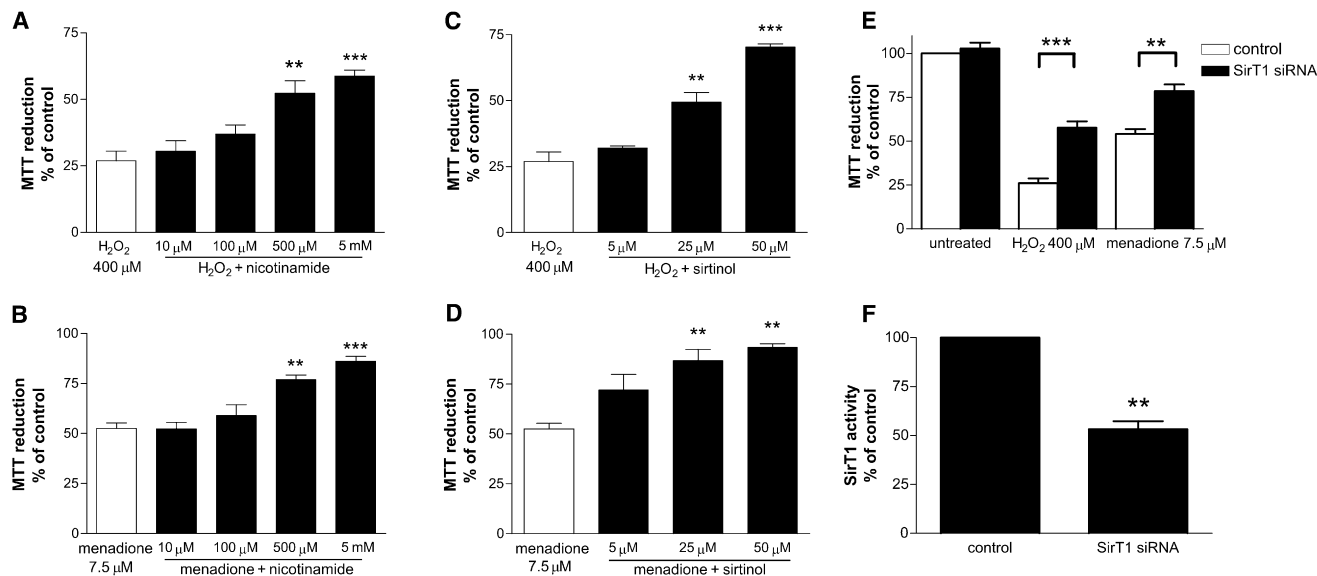 A
MTT reduction
% of control
75
50
25
0
**
***
H₂O₂
400 μM
10 μM
100 μM
500 μM
5 mM
H₂O₂ + nicotinamide
B
MTT reduction
% of control
100
75
50
25
0
**
***
menadione
7.5 μM
10 μM
100 μM
500 μM
5 mM
menadione + nicotinamide
C
MTT reduction
% of control
75
50
25
0
**
***
H₂O₂
400 μM
5 μM
25 μM
50 μM
H₂O₂ + sirtinol
D
MTT reduction
% of control
100
75
50
25
0
**
**
menadione
7.5 μM
5 μM
25 μM
50 μM
menadione + sirtinol
E
MTT reduction
% of control
100
75
50
25
0
***
**
control
SirT1 siRNA
untreated
H₂O₂ 400 μM
menadione 7.5 μM
F
SirT1 activity
% of control
100
75
50
25
0
**
control
SirT1 siRNA